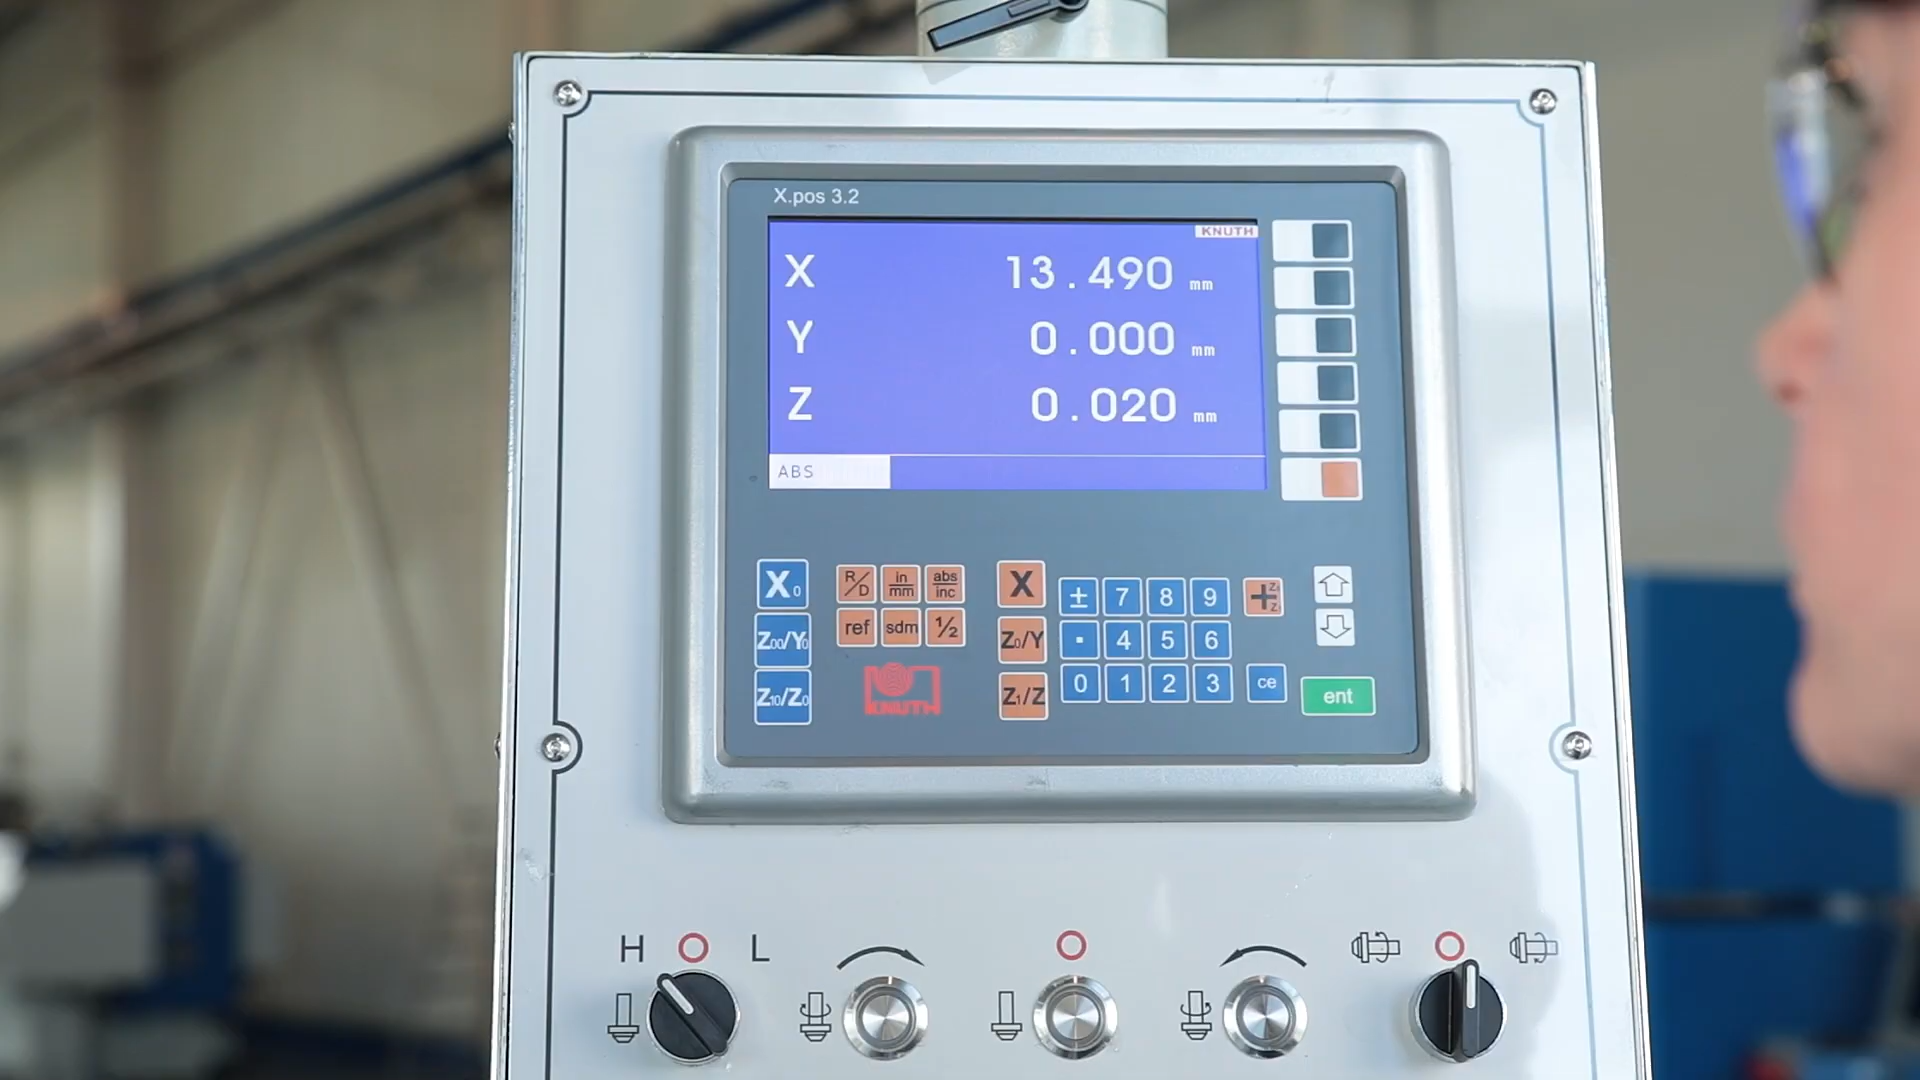 X.pos 3.2
KNUTH
X 13.490 mm
Y 0.000 mm
Z 0.020 mm
ABS
X0 R/D in/mm abs/inc X ± 7 8 9 +Z0/Z1
Z00/Y0 ref sdm 1/2 Z0/Y . 4 5 6
Z10/Z0 KNUTH Z1/Z 0 1 2 3 ce ent
H O L O O